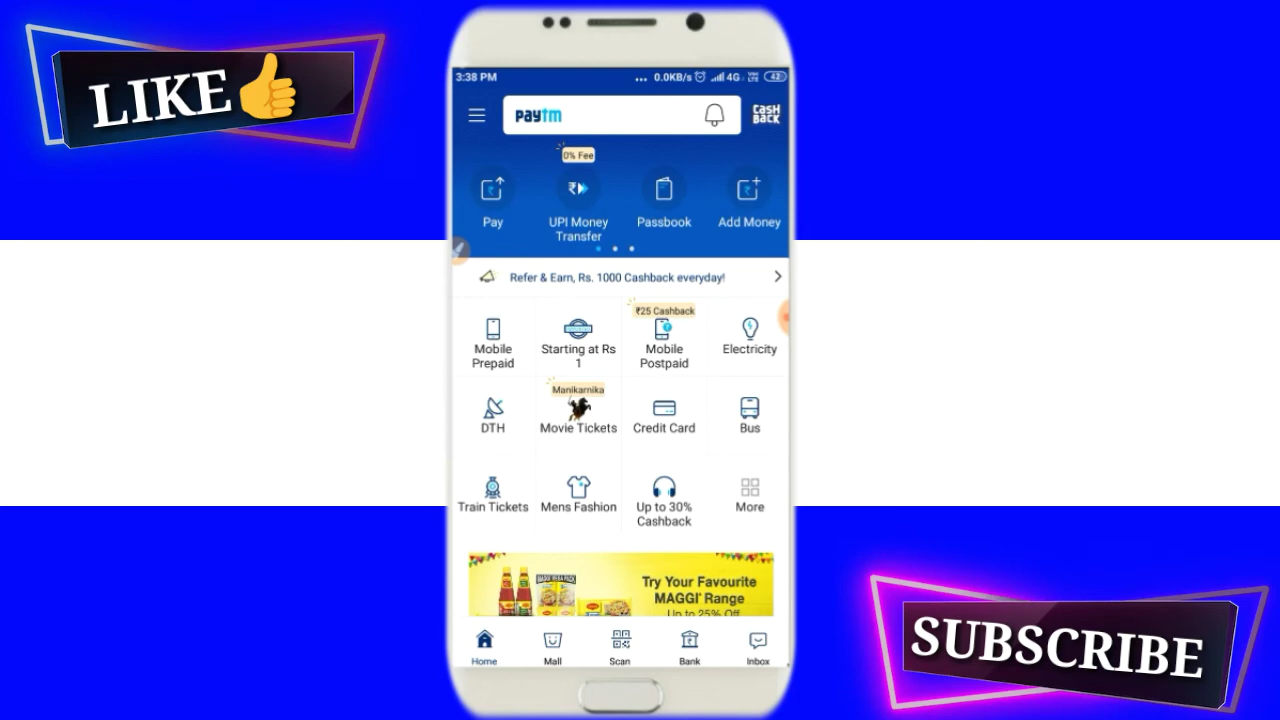 LIKE
3:38 PM
... 0.0KB/s 4G VoLTE 42
paytm
CASH
BACK
0% Fee
Pay
UPI Money
Transfer
Passbook
Add Money
Refer & Earn, Rs. 1000 Cashback everyday!
₹25 Cashback
Mobile
Prepaid
Starting at Rs
1
Mobile
Postpaid
Electricity
Manikarnika
DTH
Movie Tickets
Credit Card
Bus
Train Tickets
Mens Fashion
Up to 30%
Cashback
More
Try Your Favourite
MAGGI Range
Up to 25% Off
Home
Mall
Scan
Bank
Inbox
SUBSCRIBE